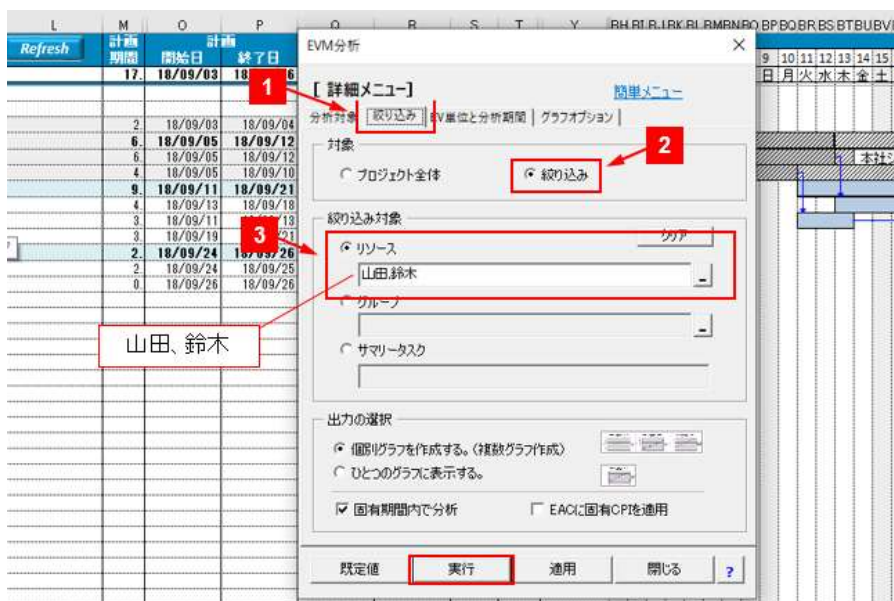 L M O P Q R S T Y
Refresh
計画
期間
計画
開始日 終了日
17. 18/09/03 18
2. 18/09/03 18/09/04
6. 18/09/05 18/09/12
6. 18/09/05 18/09/12
4. 18/09/05 18/09/10
9. 18/09/11 18/09/21
4. 18/09/13 18/09/18
3. 18/09/11
3. 18/09/19
2. 18/09/24 18/09/26
2. 18/09/24 18/09/25
0. 18/09/26 18/09/26
9 10 11 12 13 14 15
日 月 火 水 木 金 土
本社
EVM分析
[ 詳細メニュー]
簡単メニュー
1
分析対象 絞り込み EV単位と分析期間 グラフオプション
2
対象
プロジェクト全体
絞り込み
絞り込み対象
クリア
3
リソース
山田,鈴木
グループ
山田、鈴木
サマリータスク
出力の選択
個別グラフを作成する。(複数グラフ作成)
ひとつのグラフに表示する。
固有期間内で分析
EACに固有CPIを適用
既定値 実行 適用 閉じる ?